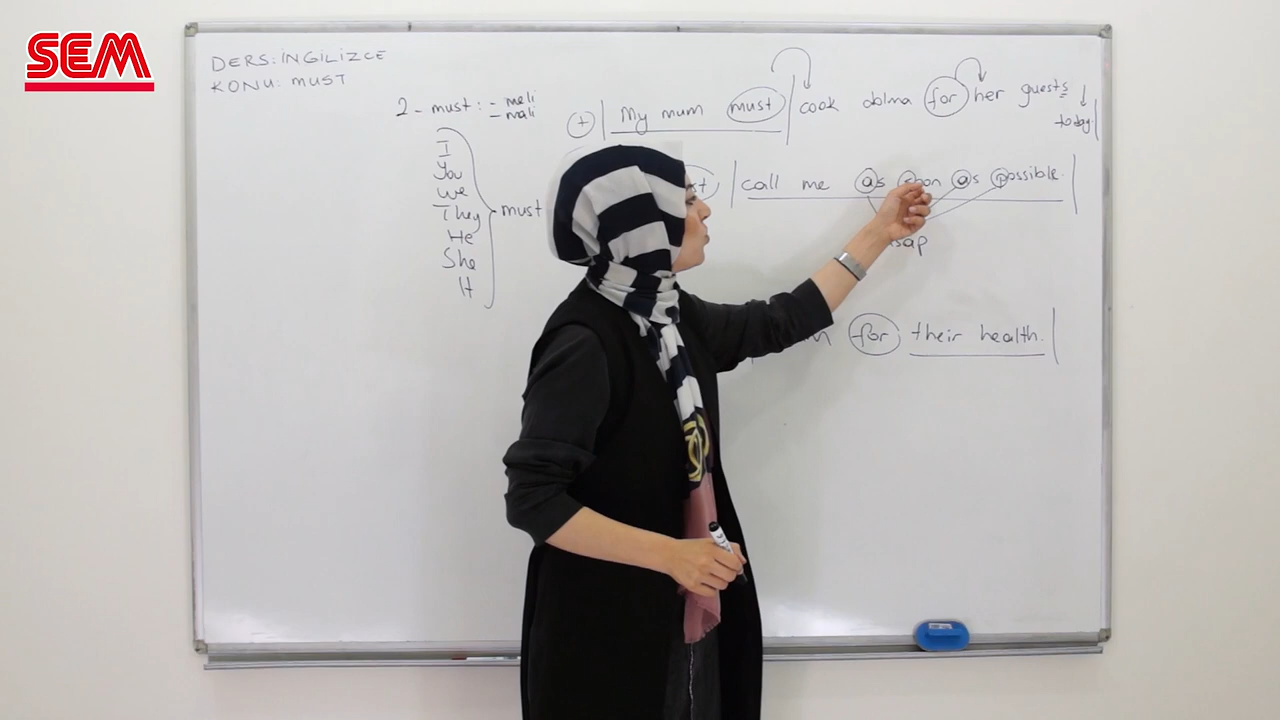 SEM
DERS: İNGİLİZCE
KONU: MUST
2 - must: - meli
- malı
I
You
We
They
He
She
It
must
(+) My mum must cook dolma for her guests
today
call me as soon as possible.
asap
for their health.